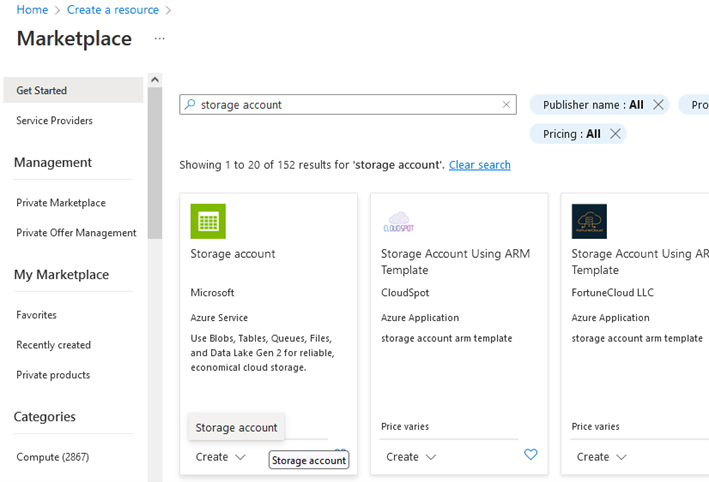 Home > Create a resource >
Marketplace ...
Get Started
Service Providers
Management
Private Marketplace
Private Offer Management
My Marketplace
Favorites
Recently created
Private products
Categories
Compute (2867)
storage account
Publisher name : All
Pro
Pricing : All
Showing 1 to 20 of 152 results for 'storage account'. Clear search
Storage account
Microsoft
Azure Service
Use Blobs, Tables, Queues, Files,
and Data Lake Gen 2 for reliable,
economical cloud storage.
Storage account
Create
Storage account
CLOUDSPOT
Storage Account Using ARM
Template
CloudSpot
Azure Application
storage account arm template
Price varies
Create
FortuneCloud
Storage Account Using AR
Template
FortuneCloud LLC
Azure Application
storage account arm template
Price varies
Create